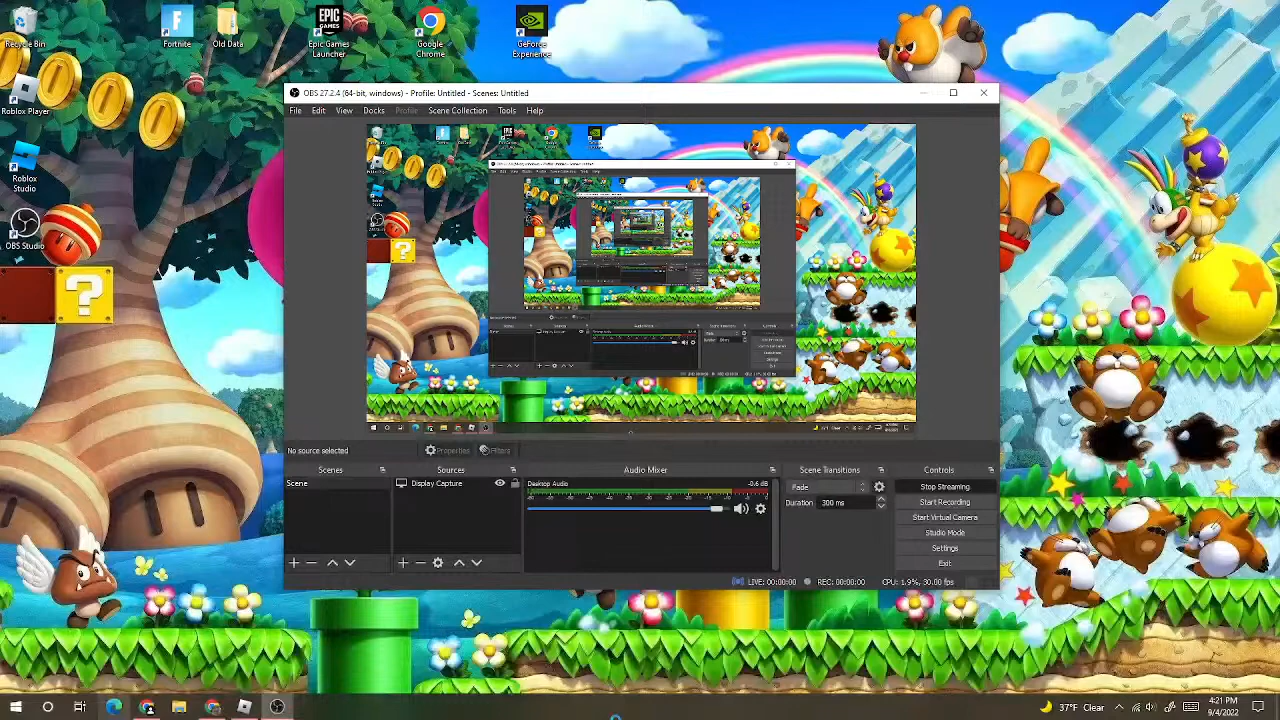 Recycle Bin
Fortnite
Old Data
EPIC
GAMES
Epic Games
Launcher
Google
Chrome
GeForce
Experience
Roblox Player
Roblox
Studio
OBS Studio
OBS 27.2.4 (64-bit, windows) - Profile: Untitled - Scenes: Untitled
File Edit View Docks Profile Scene Collection Tools Help
No source selected
Properties
Filters
Scenes
Sources
Audio Mixer
Scene Transitions
Controls
Scene
Display Capture
Desktop Audio
-0.6 dB
Fade
Duration 300 ms
Stop Streaming
Start Recording
Start Virtual Camera
Studio Mode
Settings
Exit
LIVE: 00:00:00
REC: 00:00:00
CPU: 1.9%, 30.00 fps
37°F Clear
4:21 PM
9/4/2022